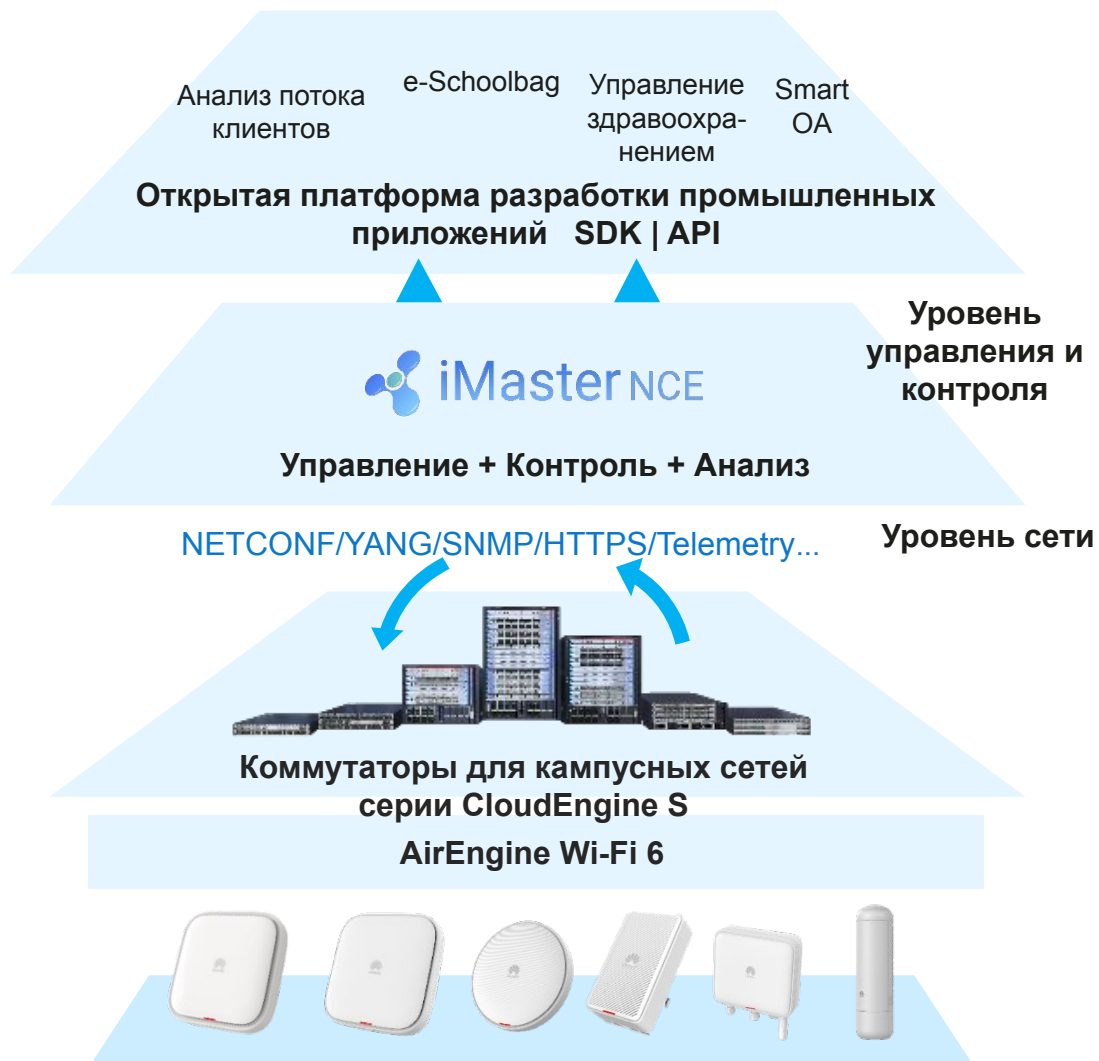 Анализ потока
клиентов
e-Schoolbag
Управление
здравоохра-
нением
Smart
OA
Открытая платформа разработки промышленных
приложений SDK | API
Уровень
управления и
контроля
iMaster NCE
Управление + Контроль + Анализ
NETCONF/YANG/SNMP/HTTPS/Telemetry...
Уровень сети
Коммутаторы для кампусных сетей
серии CloudEngine S
AirEngine Wi-Fi 6